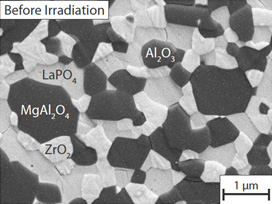 Before Irradiation
Al₂O₃
LaPO₄
MgAl₂O₄
ZrO₂
1 μm